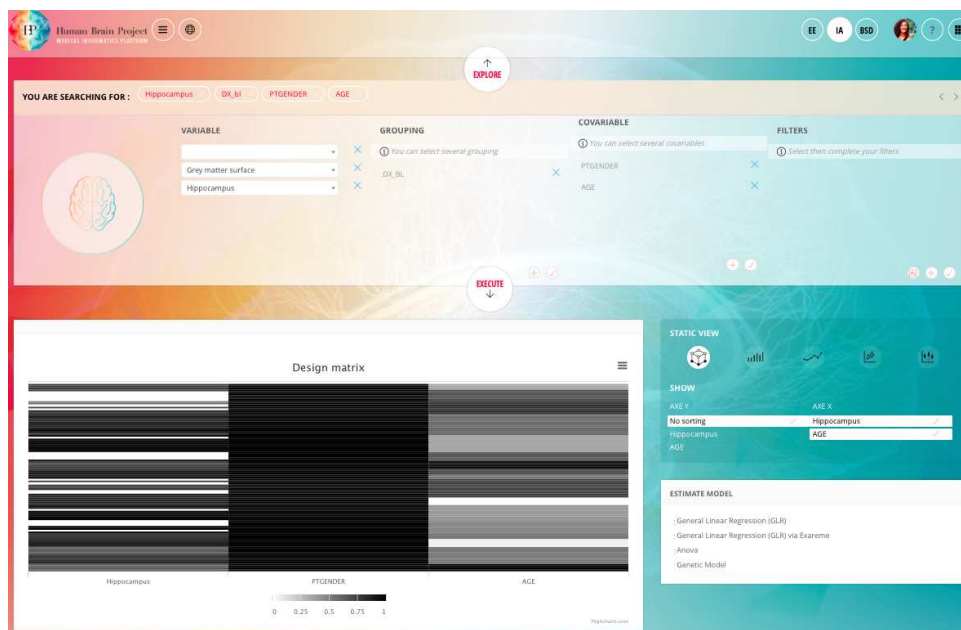 HP Human Brain Project
MEDICAL INFORMATICS PLATFORM
EE IA BSD ?
↑
EXPLORE
YOU ARE SEARCHING FOR : Hippocampus DX_bl PTGENDER AGE < >
VARIABLE GROUPING COVARIABLE FILTERS
You can select several grouping You can select several covariables Select then complete your filters
Grey matter surface DX_BL PTGENDER
Hippocampus AGE
EXECUTE
↓
Design matrix
Hippocampus PTGENDER AGE
0 0.25 0.5 0.75 1
Highcharts.com
STATIC VIEW
SHOW
AXE Y AXE X
No sorting Hippocampus
Hippocampus AGE
AGE
ESTIMATE MODEL
General Linear Regression (GLR)
General Linear Regression (GLR) via Exareme
Anova
Genetic Model